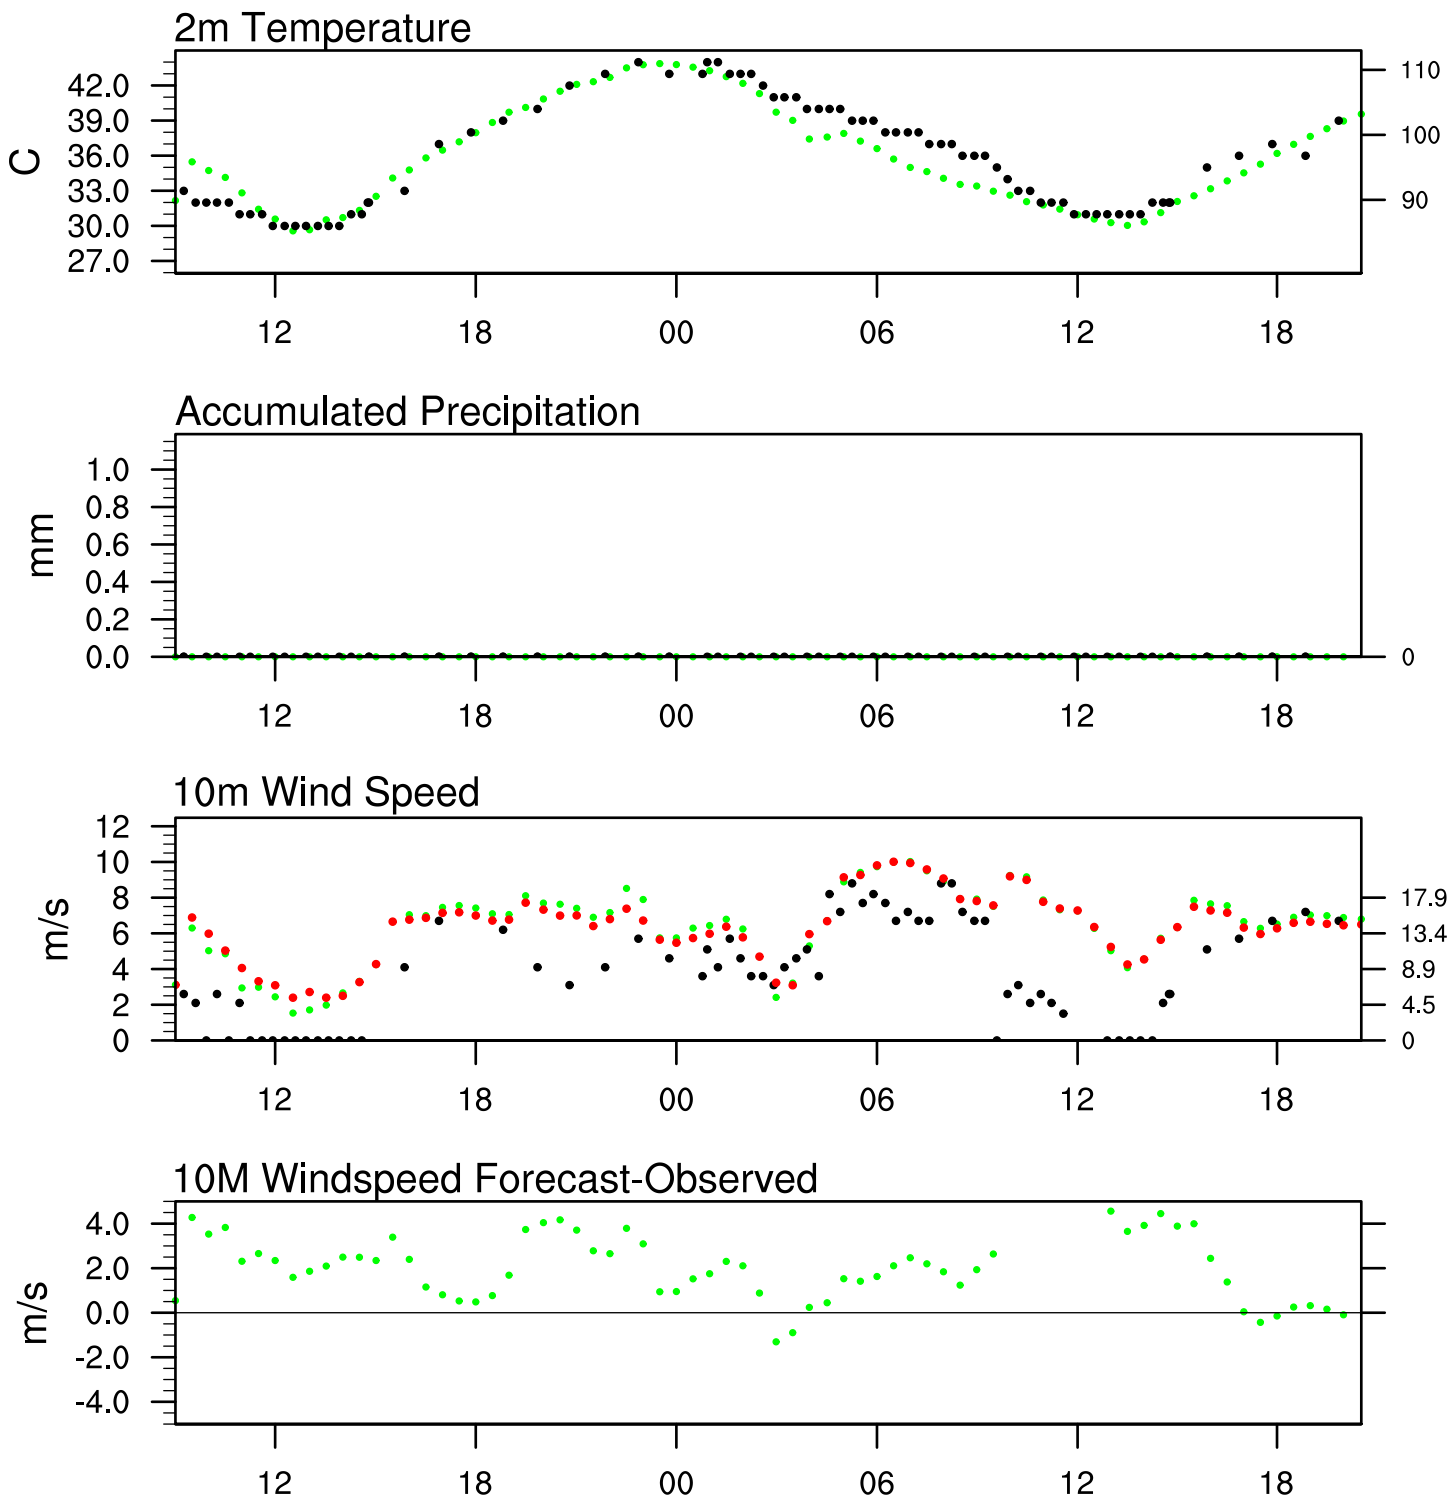 2m Temperature
42.0
39.0
36.0
33.0
30.0
27.0
C
110
100
90
12 18 00 06 12 18
Accumulated Precipitation
1.0
0.8
0.6
0.4
0.2
0.0
mm
0
12 18 00 06 12 18
10m Wind Speed
12
10
8
6
4
2
0
m/s
17.9
13.4
8.9
4.5
0
12 18 00 06 12 18
10M Windspeed Forecast-Observed
4.0
2.0
0.0
-2.0
-4.0
m/s
12 18 00 06 12 18